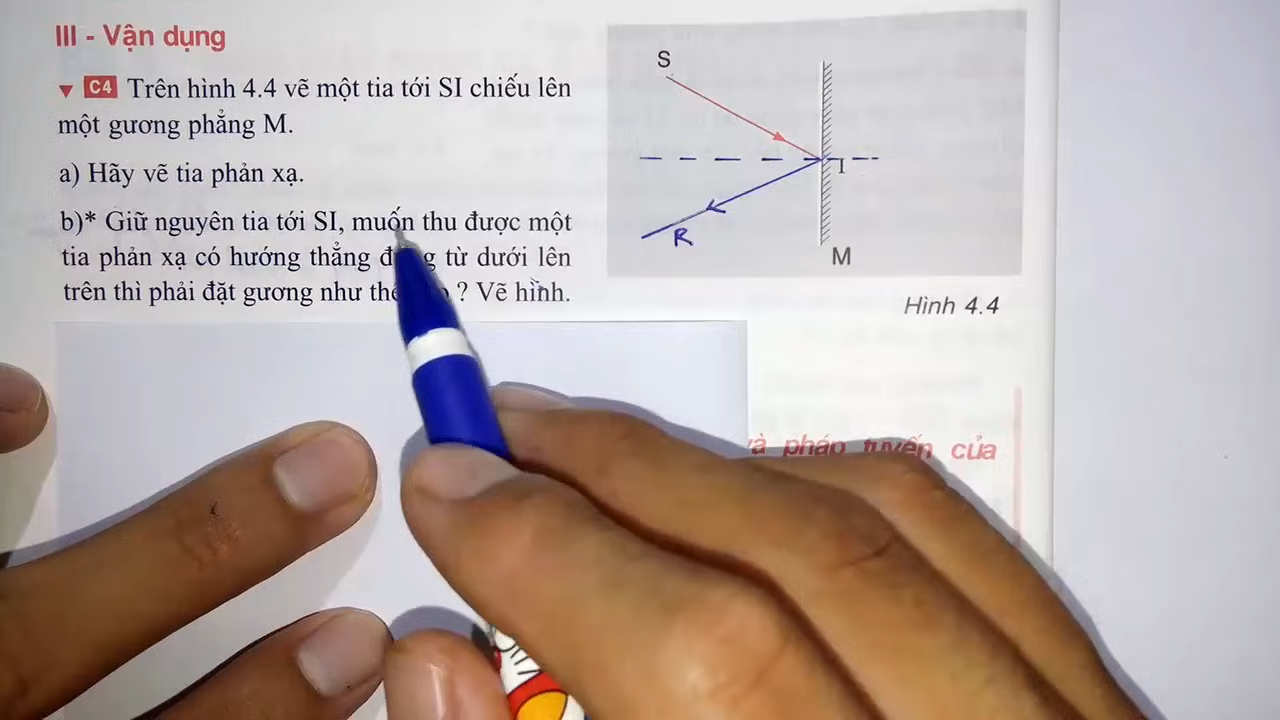 III - Vận dụng
C4 Trên hình 4.4 vẽ một tia tới SI chiếu lên
một gương phẳng M.
a) Hãy vẽ tia phản xạ.
b)* Giữ nguyên tia tới SI, muốn thu được một
tia phản xạ có hướng thẳng từ dưới lên
trên thì phải đặt gương như ? Vẽ hình.
S
I
R
M
Hình 4.4
và pháp tuyến của